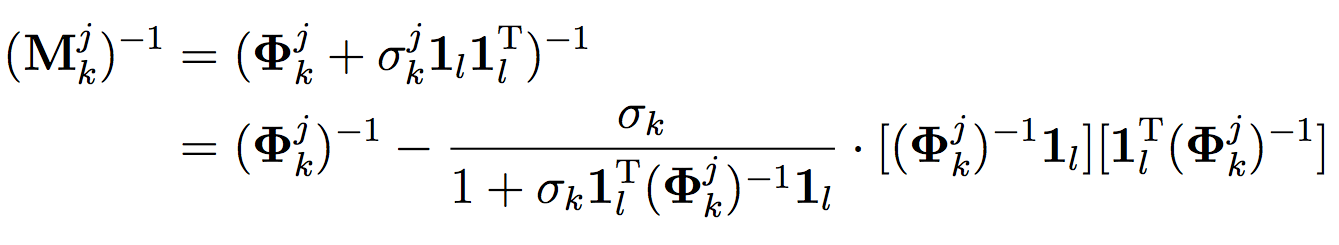 (𝐌_k^j)^{-1} = (𝚽_k^j + σ_k^j 𝟏_l 𝟏_l^T)^{-1}
= (𝚽_k^j)^{-1} − \frac{σ_k}{1 + σ_k 𝟏_l^T (𝚽_k^j)^{-1} 𝟏_l} · [(𝚽_k^j)^{-1} 𝟏_l][𝟏_l^T (𝚽_k^j)^{-1}]